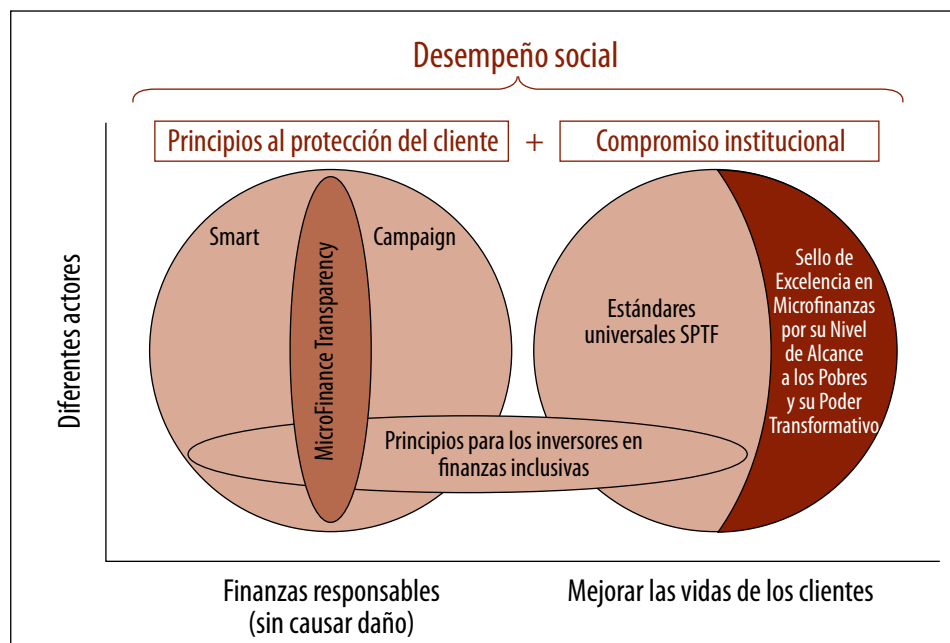 Desempeño social
Principios al protección del cliente + Compromiso institucional
Diferentes actores
Smart
Campaign
MicroFinance Transparency
Estándares
universales SPTF
Sello de
Excelencia en
Microfinanzas
por su Nivel
de Alcance
a los Pobres
y su Poder
Transformativo
Principios para los inversores en
finanzas inclusivas
Finanzas responsables
(sin causar daño)
Mejorar las vidas de los clientes